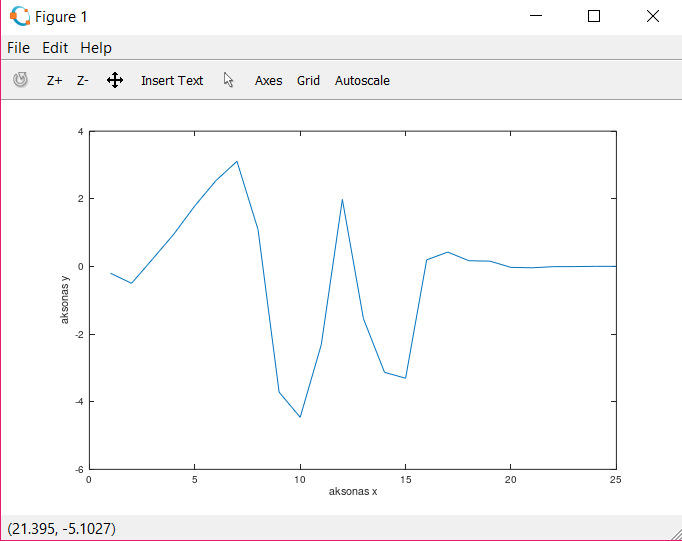 Figure 1
File Edit Help
Z+ Z- Insert Text Axes Grid Autoscale
4
2
0
-2
-4
-6
aksonas y
0 5 10 15 20 25
aksonas x
(21.395, -5.1027)